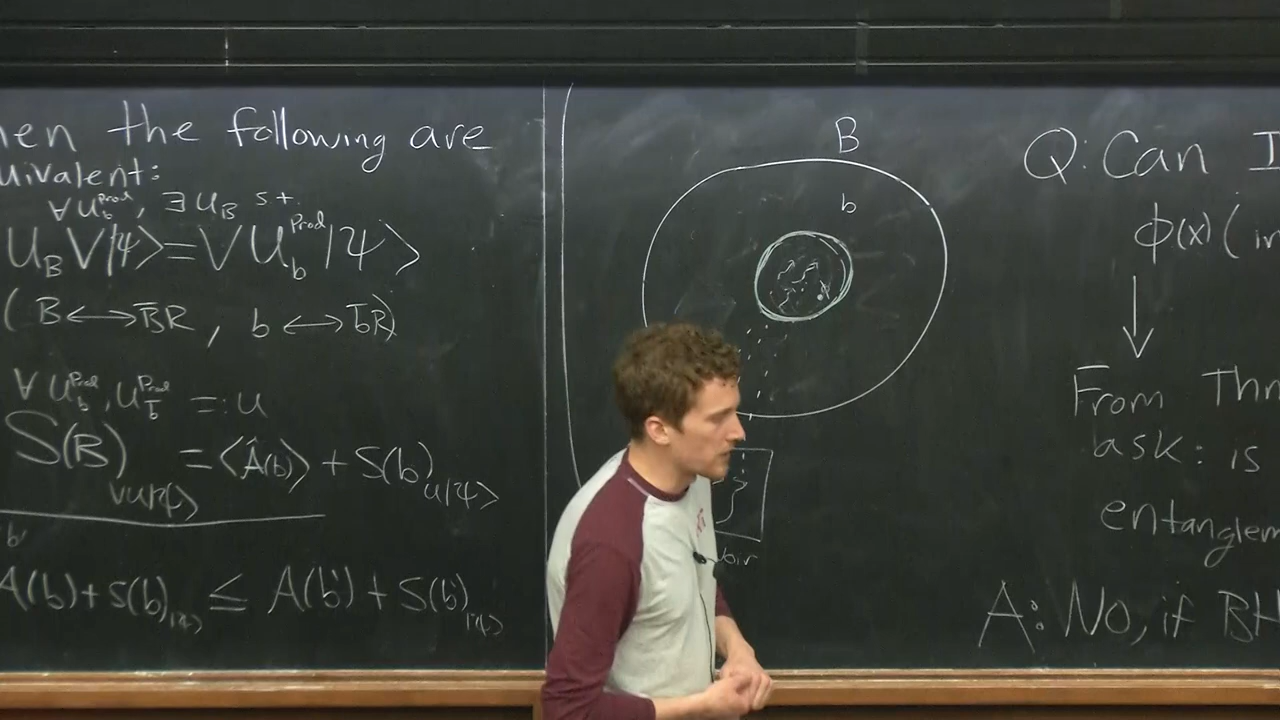 hen the following are
uivalent:
∀ U_b^Prod, ∃ U_B s.t.
U_B V|ψ⟩ = V U_b^Prod |ψ⟩
( B ⟷ B̄R , b ⟷ b̄R )
∀ U_b^Prod, U_b̄^Prod =: U
S(B)_{VU|ψ⟩} = ⟨Â(b)⟩ + S(b)_{U|ψ⟩}
b'
A(b) + S(b)_{|ψ⟩} ≤ A(b') + S(b')_{|ψ⟩}
B
b
Q: Can I
ϕ(x) (in
↓
From Thr
ask: is
entanglem
A: No, if BH